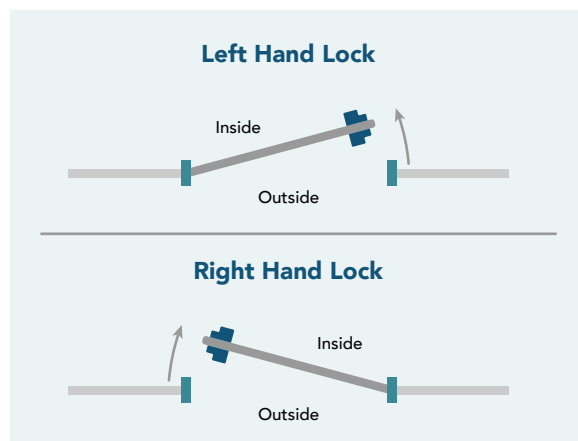 Left Hand Lock
Inside
Outside
Right Hand Lock
Inside
Outside